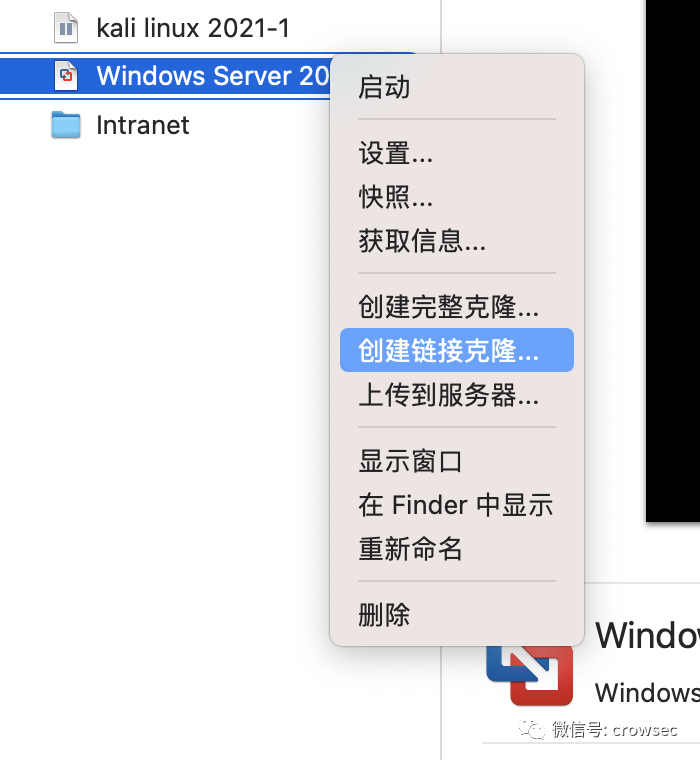 kali linux 2021-1
Windows Server 20
Intranet
启动
设置...
快照...
获取信息...
创建完整克隆...
创建链接克隆...
上传到服务器...
显示窗口
在 Finder 中显示
重新命名
删除
Window
Windows
微信号: crowsec